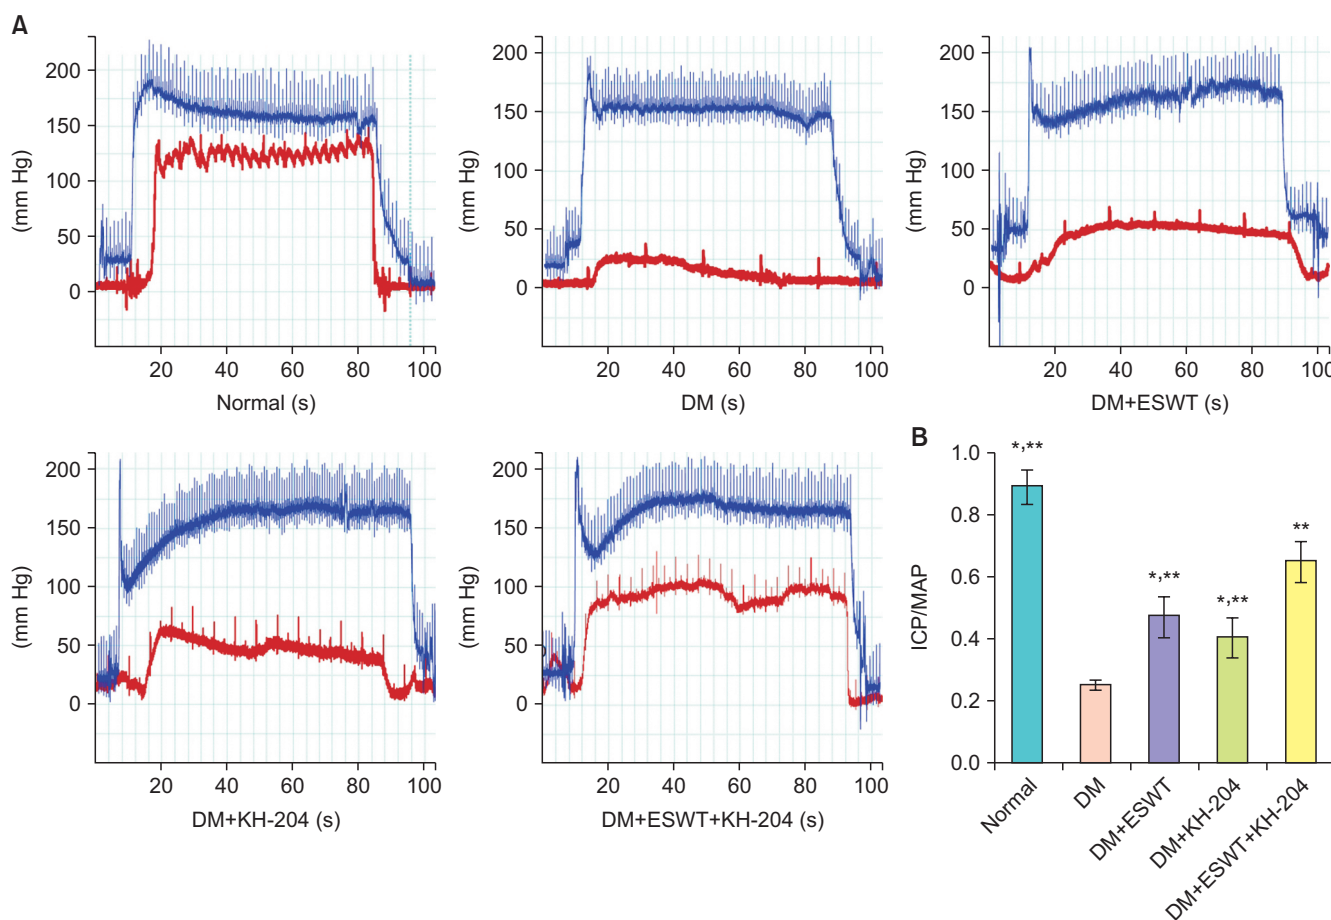 A
(mm Hg)
200
150
100
50
0
20 40 60 80 100
Normal (s)
(mm Hg)
200
150
100
50
0
20 40 60 80 100
DM (s)
(mm Hg)
200
150
100
50
0
20 40 60 80 100
DM+ESWT (s)
(mm Hg)
200
150
100
50
0
20 40 60 80 100
DM+KH-204 (s)
(mm Hg)
200
150
100
50
0
20 40 60 80 100
DM+ESWT+KH-204 (s)
B
ICP/MAP
1.0
0.8
0.6
0.4
0.2
0.0
*,**
*,**
*,**
**
Normal
DM
DM+ESWT
DM+KH-204
DM+ESWT+KH-204